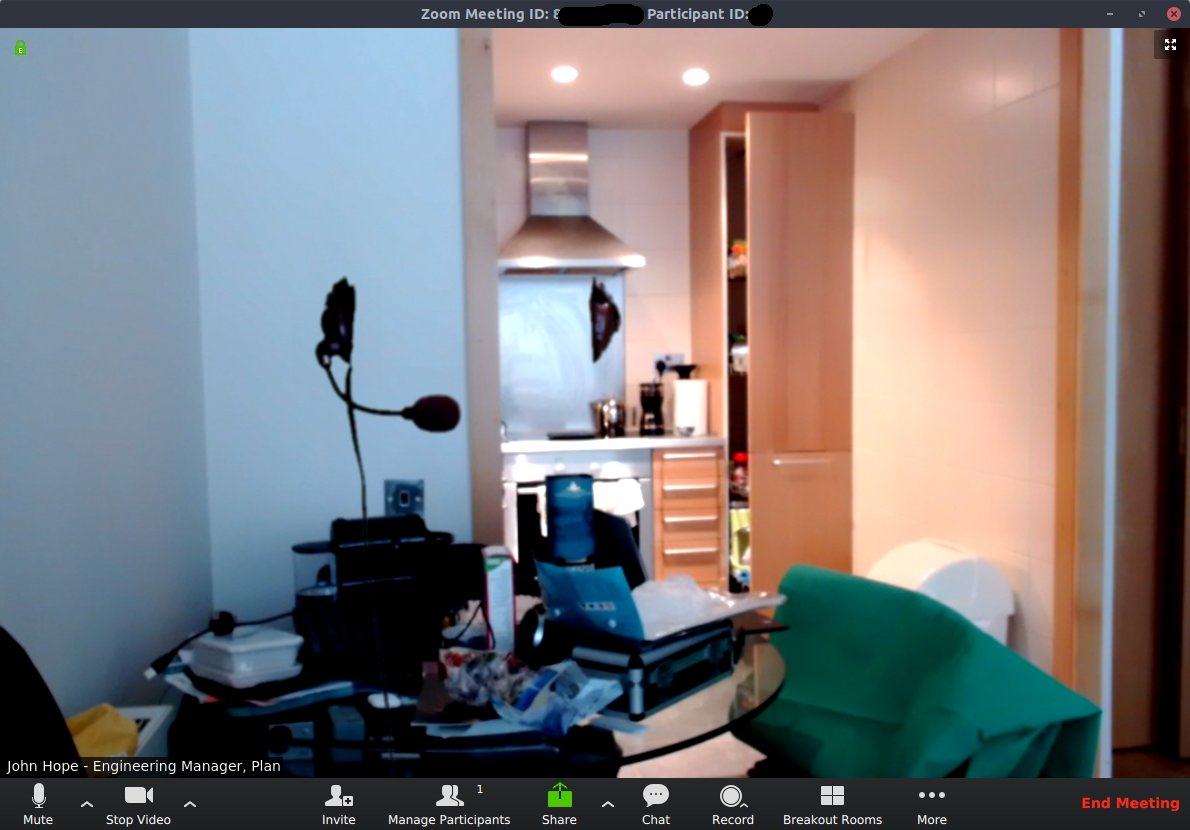 Zoom Meeting ID: 8 Participant ID:
E
John Hope - Engineering Manager, Plan
1
Mute
Stop Video
Invite
Manage Participants
Share
Chat
Record
Breakout Rooms
More
End Meeting